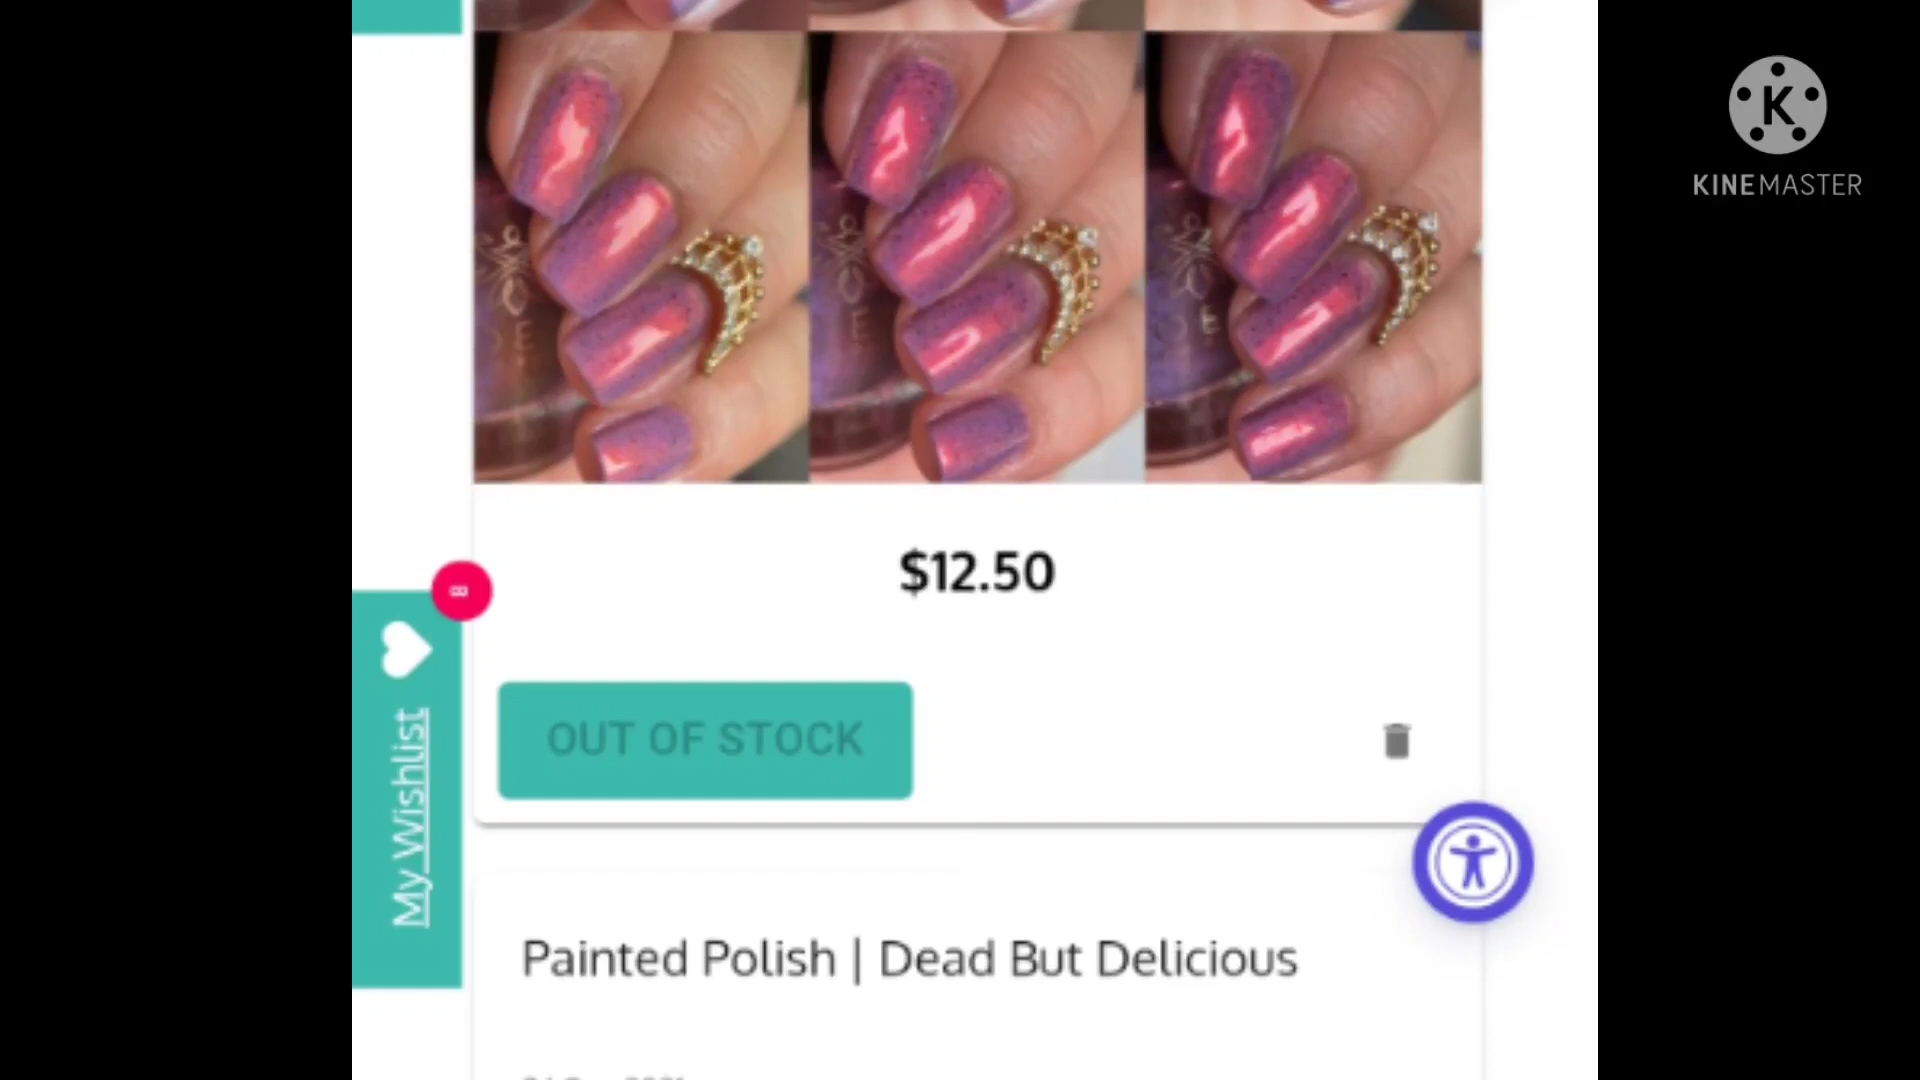 K
KINEMASTER
$12.50
OUT OF STOCK
My Wishlist
Painted Polish | Dead But Delicious